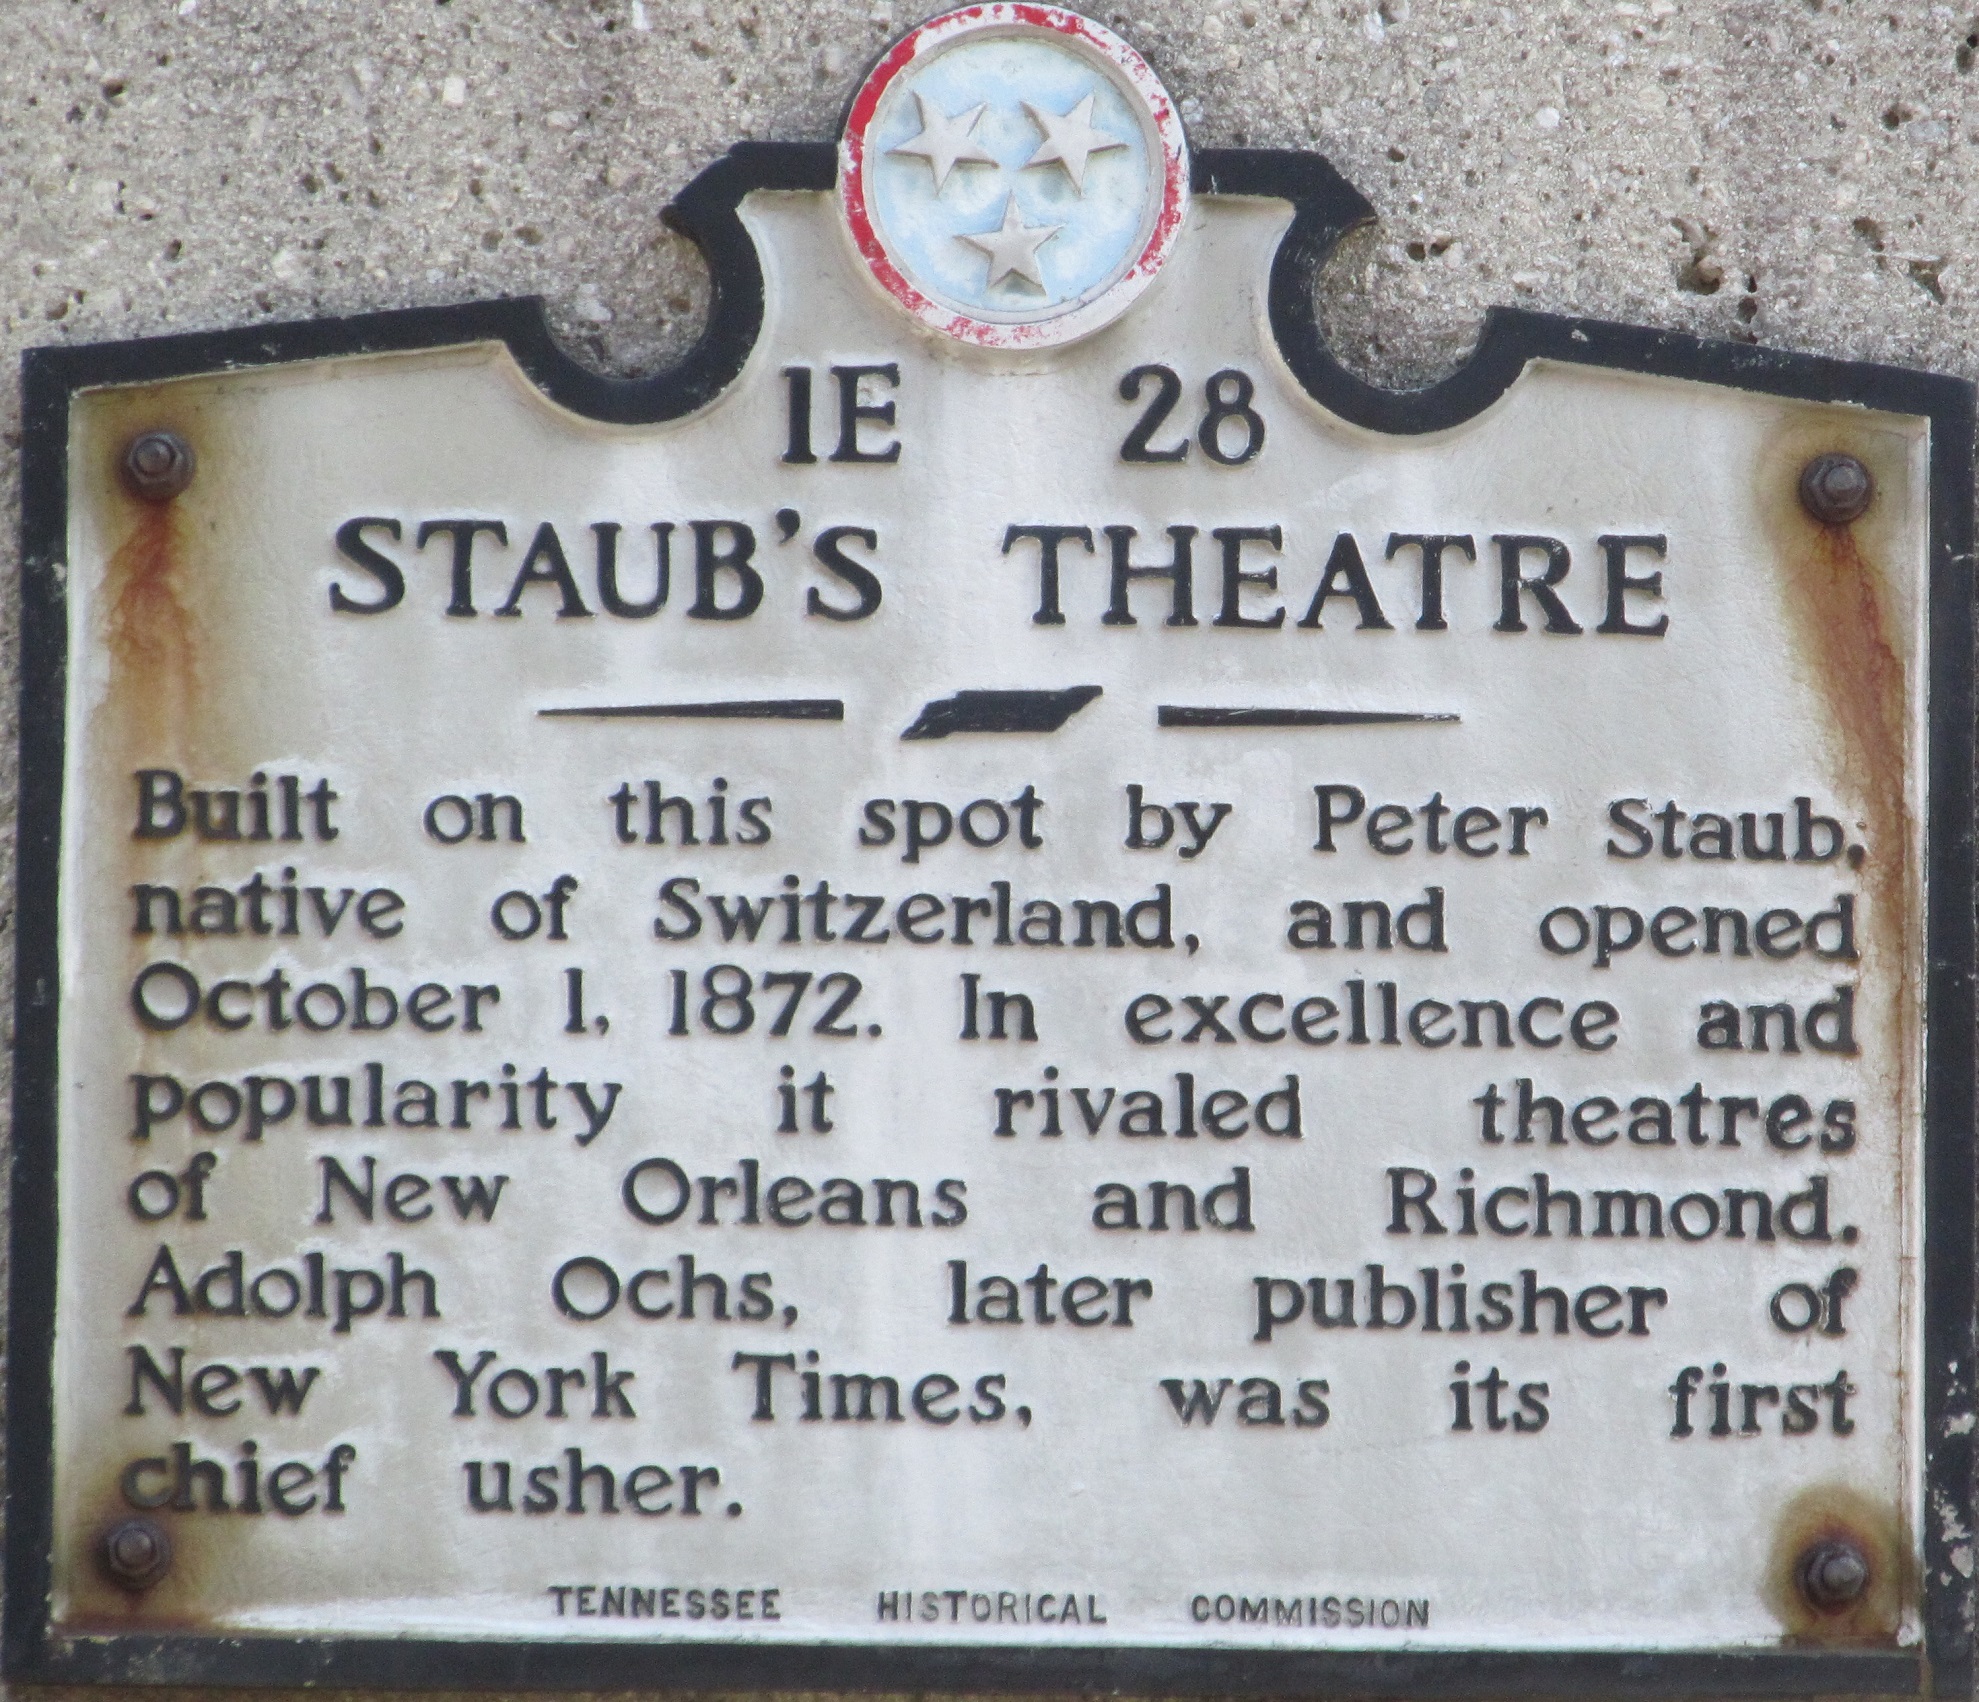 1E 28
STAUB'S THEATRE
Built on this spot by Peter Staub,
native of Switzerland, and opened
October 1, 1872. In excellence and
popularity it rivaled theatres
of New Orleans and Richmond.
Adolph Ochs, later publisher of
New York Times, was its first
chief usher.
TENNESSEE HISTORICAL COMMISSION